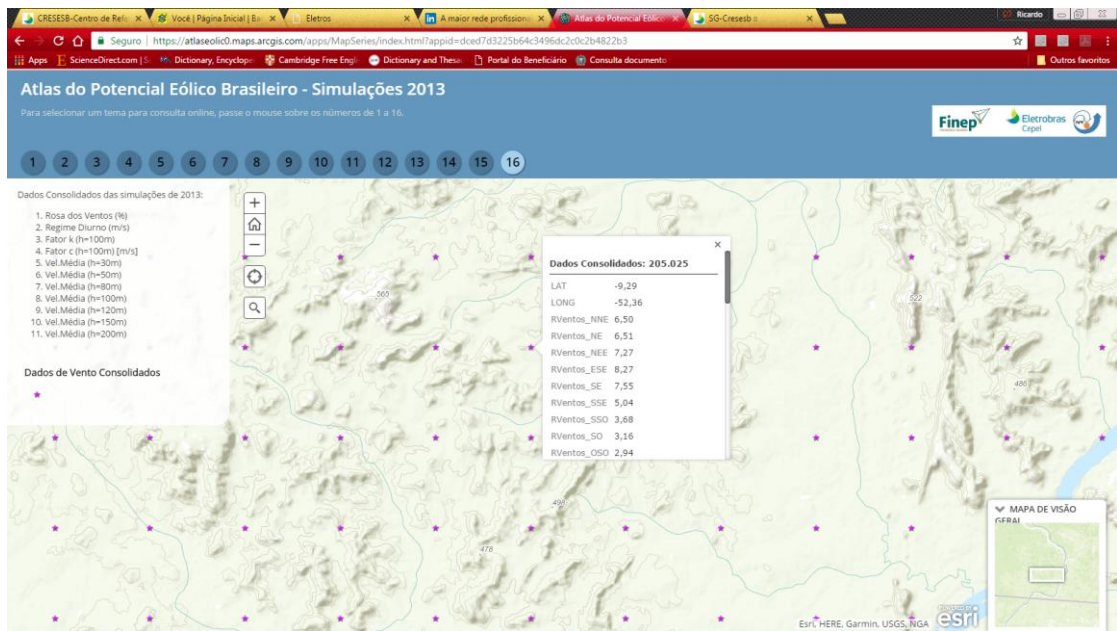 CRESESB-Centro de Refe
Você | Página Inicial | Ba
Eletros
A maior rede profission
Atlas do Potencial Eólico
SG-Cresesb ::
Ricardo
Seguro | https://atlaseolic0.maps.arcgis.com/apps/MapSeries/index.html?appid=dced7d3225b64c3496dc2c0c2b4822b3
Apps
ScienceDirect.com | S
Dictionary, Encyclope
Cambridge Free Engli
Dictionary and Thesa
Portal do Beneficiário
Consulta documento
Outros favoritos
Atlas do Potencial Eólico Brasileiro - Simulações 2013
Para selecionar um tema para consulta online, passe o mouse sobre os números de 1 a 16.
Finep
Eletrobras
Cepel
1 2 3 4 5 6 7 8 9 10 11 12 13 14 15 16
Dados Consolidados das simulações de 2013:
1. Rosa dos Ventos (%)
2. Regime Diurno (m/s)
3. Fator k (h=100m)
4. Fator c (h=100m) [m/s]
5. Vel.Média (h=30m)
6. Vel.Média (h=50m)
7. Vel.Média (h=80m)
8. Vel.Média (h=100m)
9. Vel.Média (h=120m)
10. Vel.Média (h=150m)
11. Vel.Média (h=200m)
Dados de Vento Consolidados
Dados Consolidados: 205.025
LAT -9,29
LONG -52,36
RVentos_NNE 6,50
RVentos_NE 6,51
RVentos_NEE 7,27
RVentos_ESE 8,27
RVentos_SE 7,55
RVentos_SSE 5,04
RVentos_SSO 3,68
RVentos_SO 3,16
RVentos_OSO 2,94
565
522
486
498
478
MAPA DE VISÃO
GERAL
Esri, HERE, Garmin, USGS, NGA
POWERED BY
esri